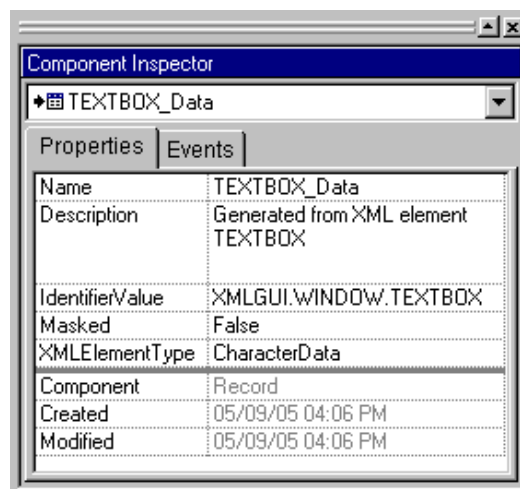 Component Inspector
TEXTBOX_Data
Properties Events
Name TEXTBOX_Data
Description Generated from XML element
TEXTBOX
IdentifierValue XMLGUI.WINDOW.TEXTBOX
Masked False
XMLElementType CharacterData
Component Record
Created 05/09/05 04:06 PM
Modified 05/09/05 04:06 PM